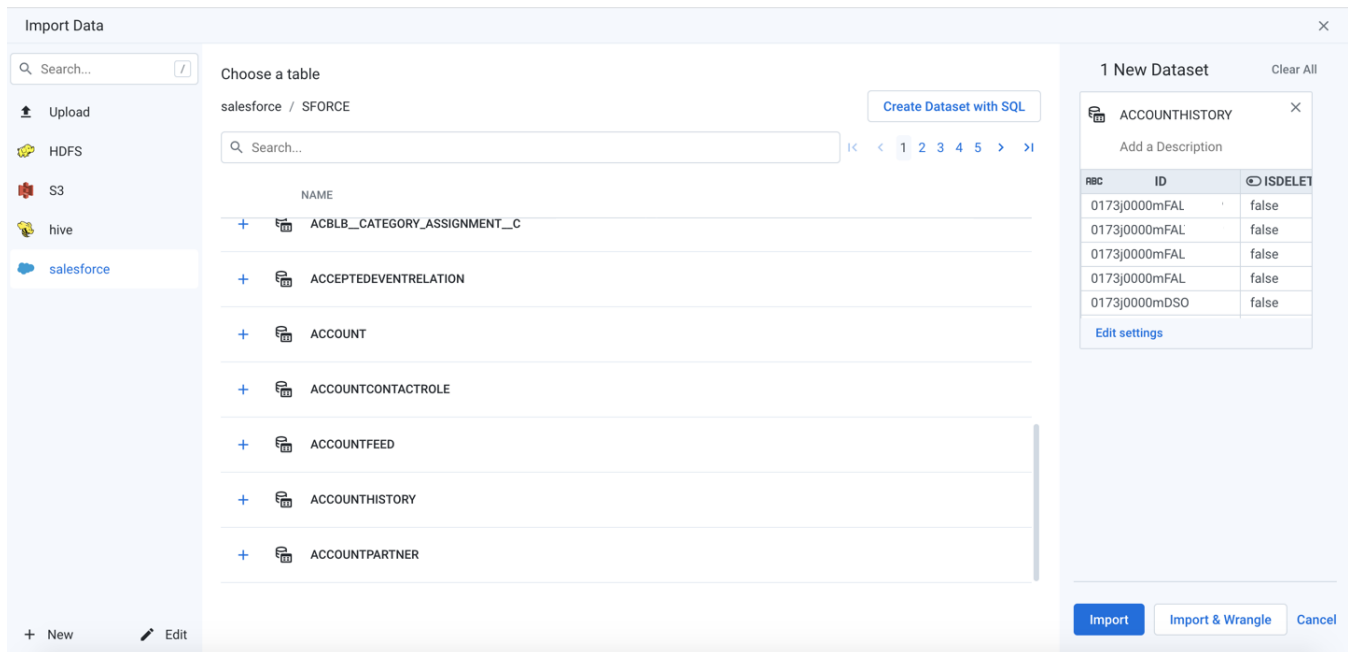 Import Data
Search...
/
Upload
HDFS
S3
hive
salesforce
New
Edit
Choose a table
salesforce / SFORCE
Create Dataset with SQL
Search...
1 2 3 4 5
NAME
ACBLB__CATEGORY_ASSIGNMENT__C
ACCEPTEDEVENTRELATION
ACCOUNT
ACCOUNTCONTACTROLE
ACCOUNTFEED
ACCOUNTHISTORY
ACCOUNTPARTNER
1 New Dataset Clear All
ACCOUNTHISTORY
Add a Description
ABC ID ISDELET
0173j0000mFAL false
0173j0000mFAL false
0173j0000mFAL false
0173j0000mFAL false
0173j0000mDSO false
Edit settings
Import Import & Wrangle Cancel